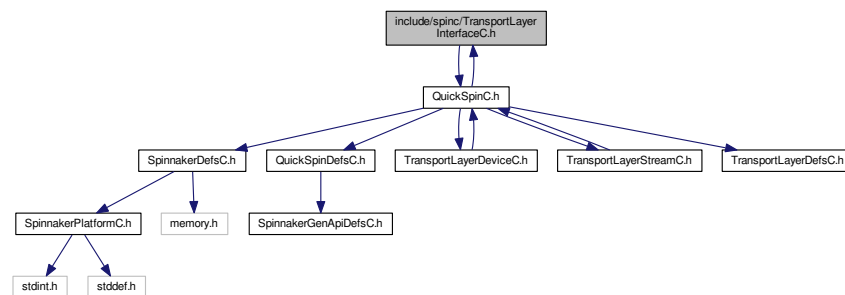 include/spinc/TransportLayer
InterfaceC.h
QuickSpinC.h
SpinnakerDefsC.h
QuickSpinDefsC.h
TransportLayerDeviceC.h
TransportLayerStreamC.h
TransportLayerDefsC.h
SpinnakerPlatformC.h
memory.h
SpinnakerGenApiDefsC.h
stdint.h
stddef.h